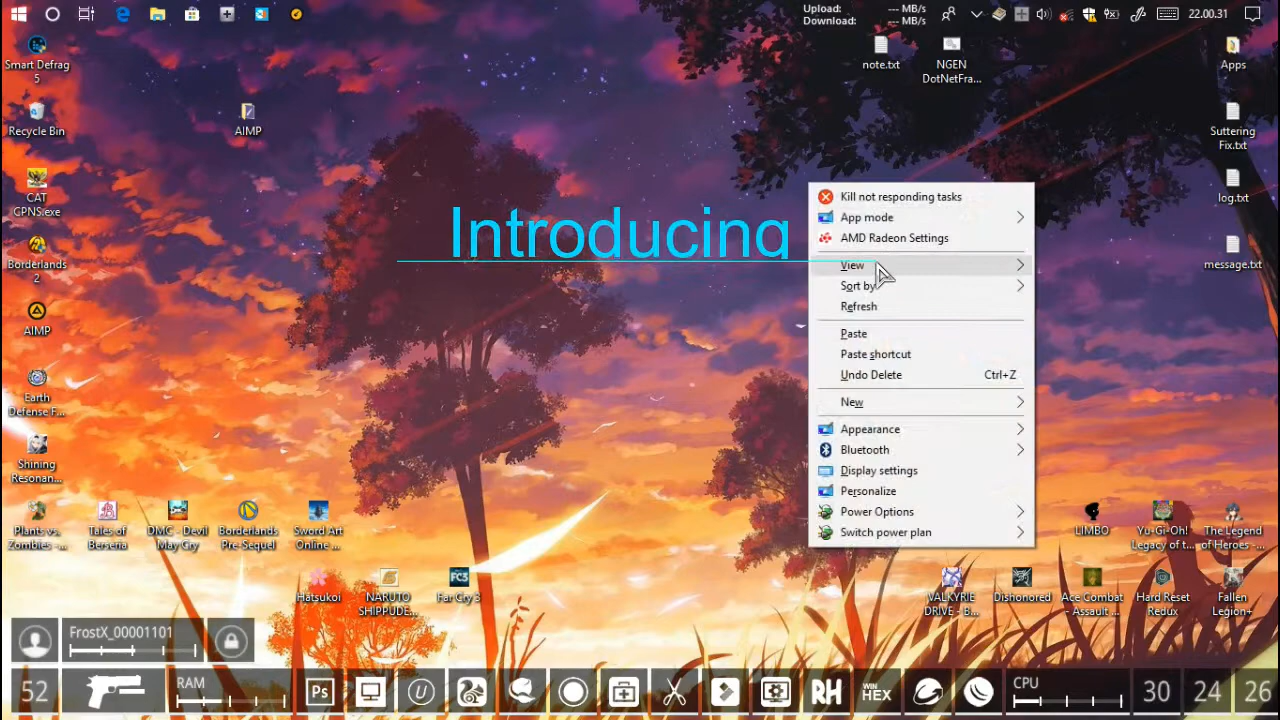 Upload: --- MB/s
Download: --- MB/s
22.00.31
Smart Defrag
5
note.txt
NGEN
DotNetFra...
Apps
Recycle Bin
AIMP
Suttering
Fix.txt
CAT
CPNS.exe
log.txt
Borderlands
2
message.txt
AIMP
Earth
Defense F...
Shining
Resonan...
Introducing
Kill not responding tasks
App mode
AMD Radeon Settings
View
Sort by
Refresh
Paste
Paste shortcut
Undo Delete Ctrl+Z
New
Appearance
Bluetooth
Display settings
Personalize
Power Options
Switch power plan
Plants vs.
Zombies -...
Tales of
Berseria
DMC - Devil
May Cry
Borderlands
Pre-Sequel
Sword Art
Online ...
LIMBO
Yu-Gi-Oh!
Legacy of t...
The Legend
of Heroes -...
Hatsukoi
NARUTO
SHIPPUDE...
FC3
Far Cry 3
VALKYRIE
DRIVE - B...
Dishonored
Ace Combat
- Assault ...
Hard Reset
Redux
Fallen
Legion+
FrostX_00001101
52
RAM
Ps
U
RH
WIN
HEX
CPU
30
24
26